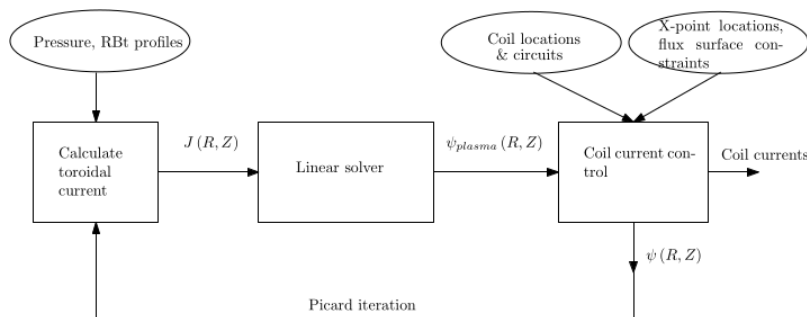 Pressure, RBt profiles
Coil locations
& circuits
X-point locations,
flux surface con-
straints
Calculate
toroidal
current
J (R, Z)
Linear solver
ψplasma (R, Z)
Coil current con-
trol
Coil currents
ψ (R, Z)
Picard iteration